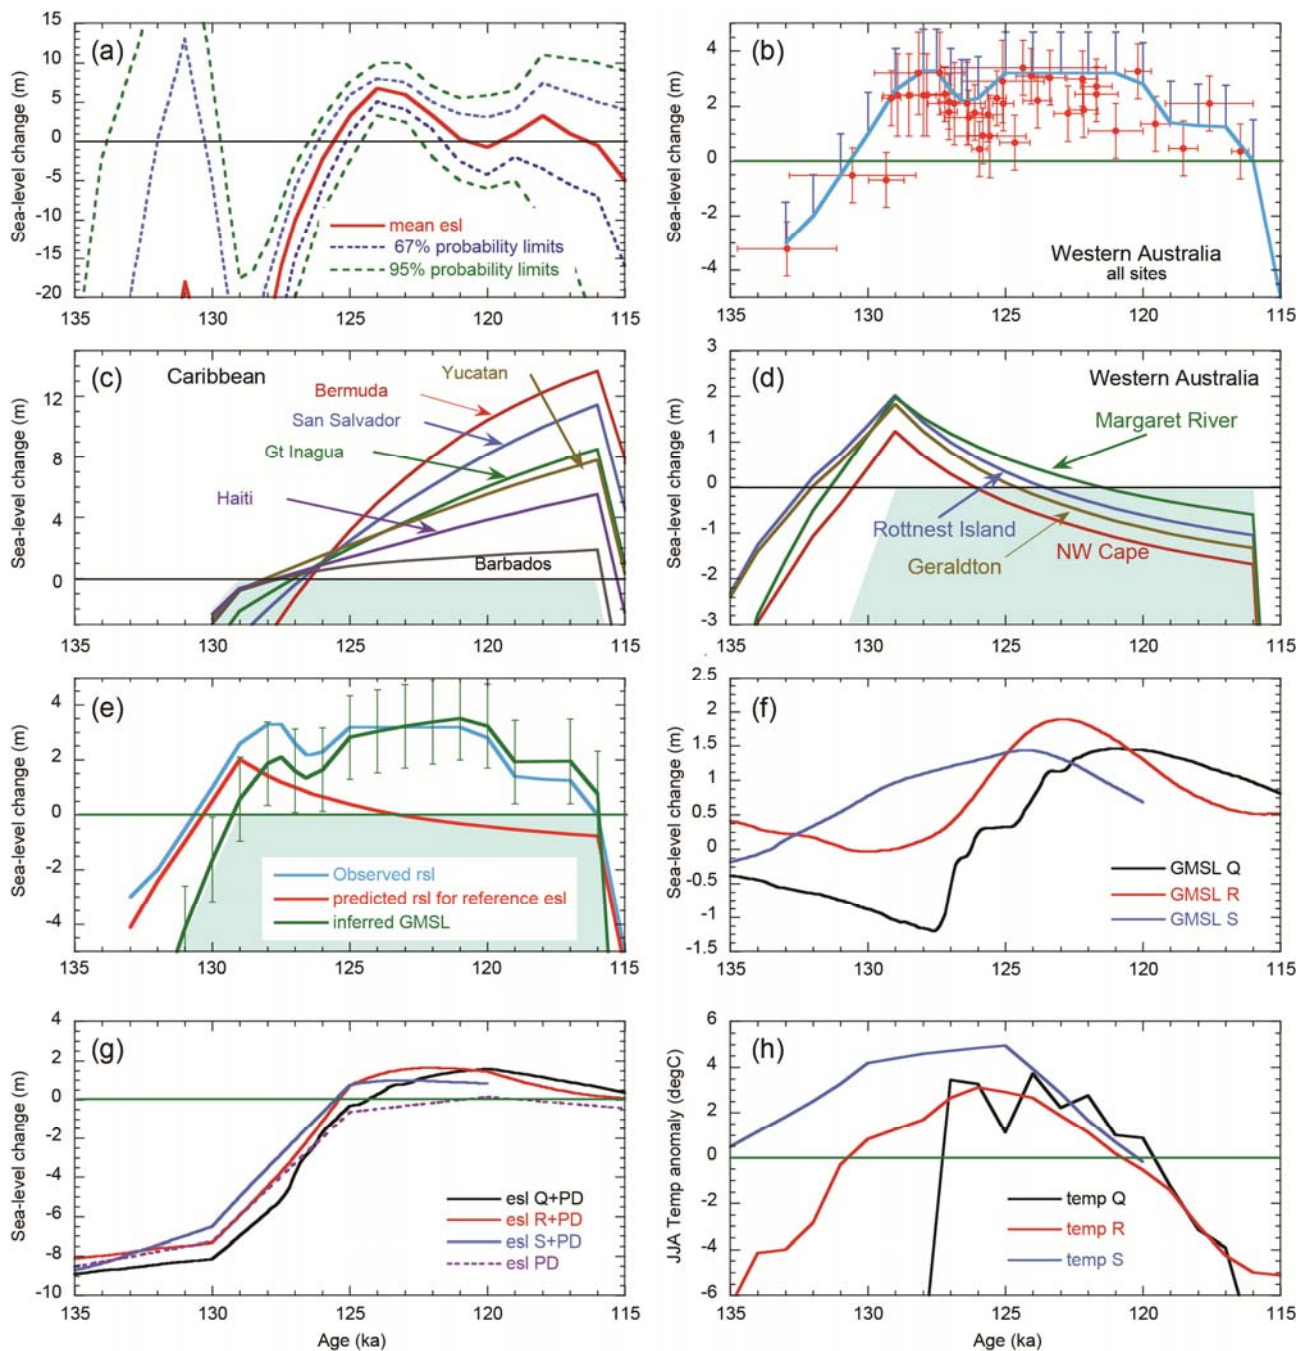 (a)
Sea-level change (m)
15
10
5
0
-5
-10
-15
-20
mean esl
67% probability limits
95% probability limits
135
130
125
120
115
(b)
Sea-level change (m)
4
2
0
-2
-4
Western Australia
all sites
135
130
125
120
115
(c)
Caribbean
Sea-level change (m)
12
8
4
0
Yucatan
Bermuda
San Salvador
Gt Inagua
Haiti
Barbados
135
130
125
120
115
(d)
Western Australia
Sea-level change (m)
3
2
1
0
-1
-2
-3
Margaret River
Rottnest Island
Geraldton
NW Cape
135
130
125
120
115
(e)
Sea-level change (m)
4
2
0
-2
-4
Observed rsl
predicted rsl for reference esl
inferred GMSL
135
130
125
120
115
(f)
Sea-level change (m)
2.5
2
1.5
1
0.5
0
-0.5
-1
-1.5
GMSL Q
GMSL R
GMSL S
135
130
125
120
115
(g)
Sea-level change (m)
4
2
0
-2
-4
-6
-8
-10
esl Q+PD
esl R+PD
esl S+PD
esl PD
135
130
125
120
115
Age (ka)
(h)
JJA Temp anomaly (degC)
6
4
2
0
-2
-4
-6
temp Q
temp R
temp S
135
130
125
120
115
Age (ka)